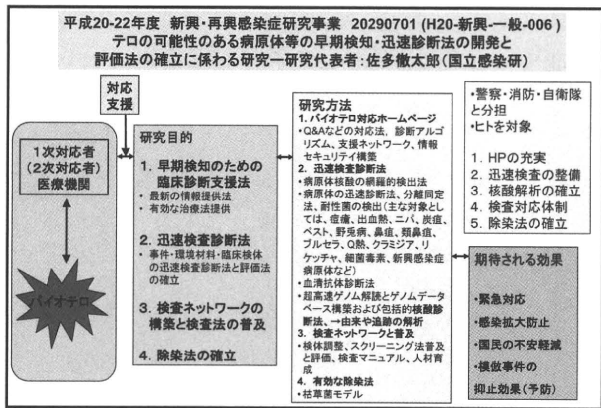 平成20-22年度 新興・再興感染症研究事業 20290701 (H20-新興-一般-006)
テロの可能性のある病原体等の早期検知・迅速診断法の開発と
評価法の確立に係わる研究―研究代表者：佐多徹太郎(国立感染研)
対応
支援
1次対応者
(2次対応者)
医療機関
バイオテロ
研究目的
1. 早期検知のための
臨床診断支援法
・最新の情報提供法
・有効な治療法提供
2. 迅速検査診断法
・事件・環境材料・臨床検体
の迅速検査診断法と評価法の確立
3. 検査ネットワークの
構築と検査法の普及
4. 除染法の確立
研究方法
1. バイオテロ対応ホームページ
・Q&Aなどの対応法，診断アルゴ
リズム、支援ネットワーク、情報
セキュリティ構築
2. 迅速検査診断法
・病原体核酸の網羅的検出法
・病原体の迅速診断法、分離同定
法、耐性菌の検出（主な対象とし
ては、痘瘡、出血熱、ニパ、炭疽、
ペスト、野兎病、鼻疽、類鼻疽、
ブルセラ、Q熱、クラミジア、リ
ケッチャ、細菌毒素、新興感染症
病原体など）
・血清抗体診断法
・超高速ゲノム解読とゲノムデータ
ベース構築および包括的核酸診
断法、→由来や追跡の解析
3. 検査ネットワークと普及
・検体調整、スクリーニング法普及
と評価、検査マニュアル、人材育
成
4. 有効な除染法
・枯草菌モデル
・警察・消防・自衛隊
と分担
・ヒトを対象
1. HPの充実
2. 迅速検査の整備
3. 核酸解析の確立
4. 検査対応体制
5. 除染法の確立
期待される効果
・緊急対応
・感染拡大防止
・国民の不安軽減
・模倣事件の
抑止効果（予防）